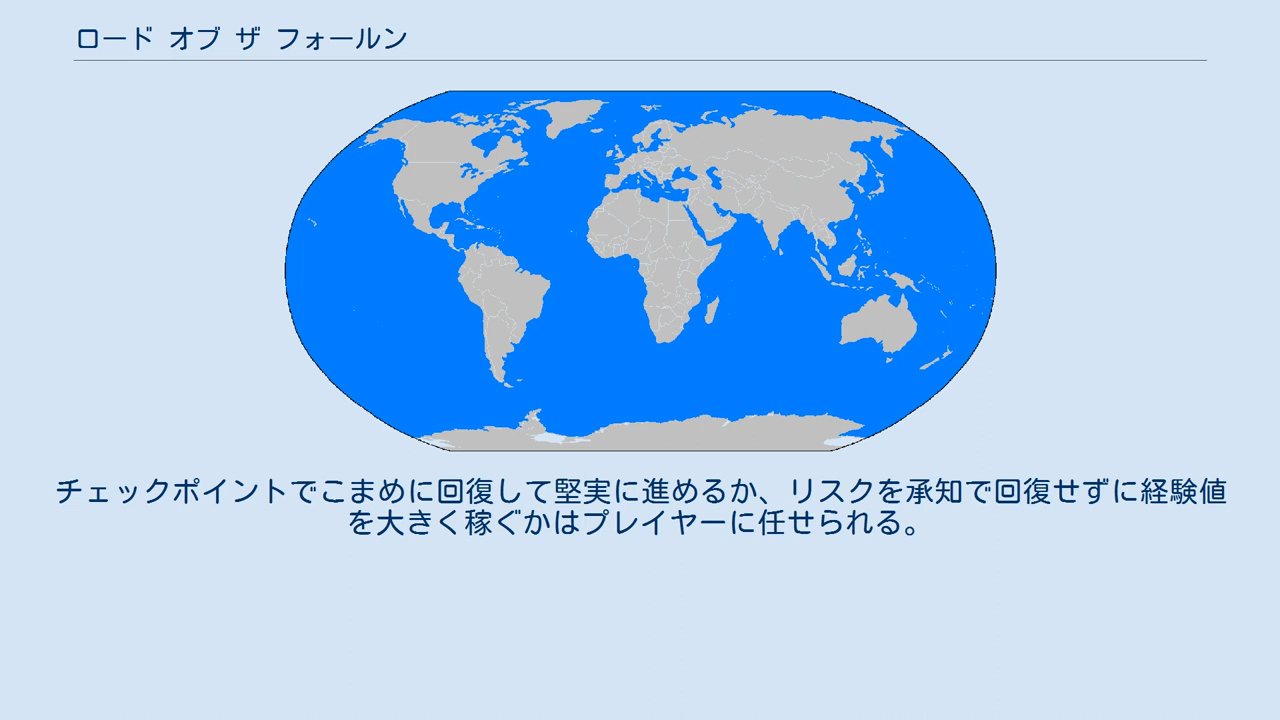 ロード オブ ザ フォールン
チェックポイントでこまめに回復して堅実に進めるか、リスクを承知で回復せずに経験値
を大きく稼ぐかはプレイヤーに任せられる。